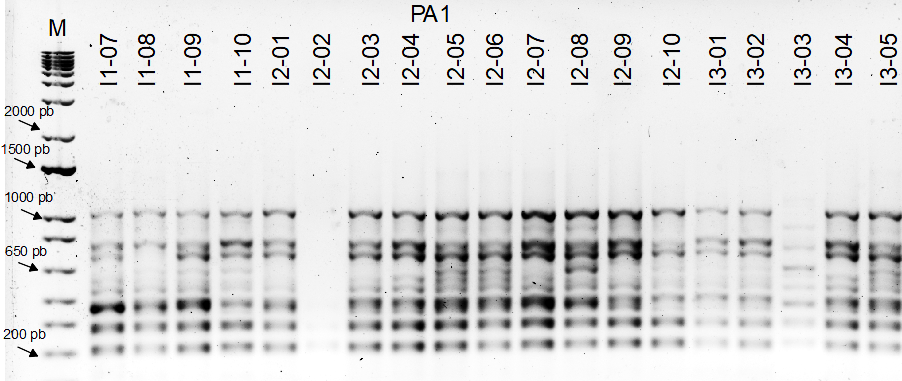 PA1
M
I1-07
I1-08
I1-09
I1-10
I2-01
I2-02
I2-03
I2-04
I2-05
I2-06
I2-07
I2-08
I2-09
I2-10
I3-01
I3-02
I3-03
I3-04
I3-05
2000 pb
1500 pb
1000 pb
650 pb
200 pb